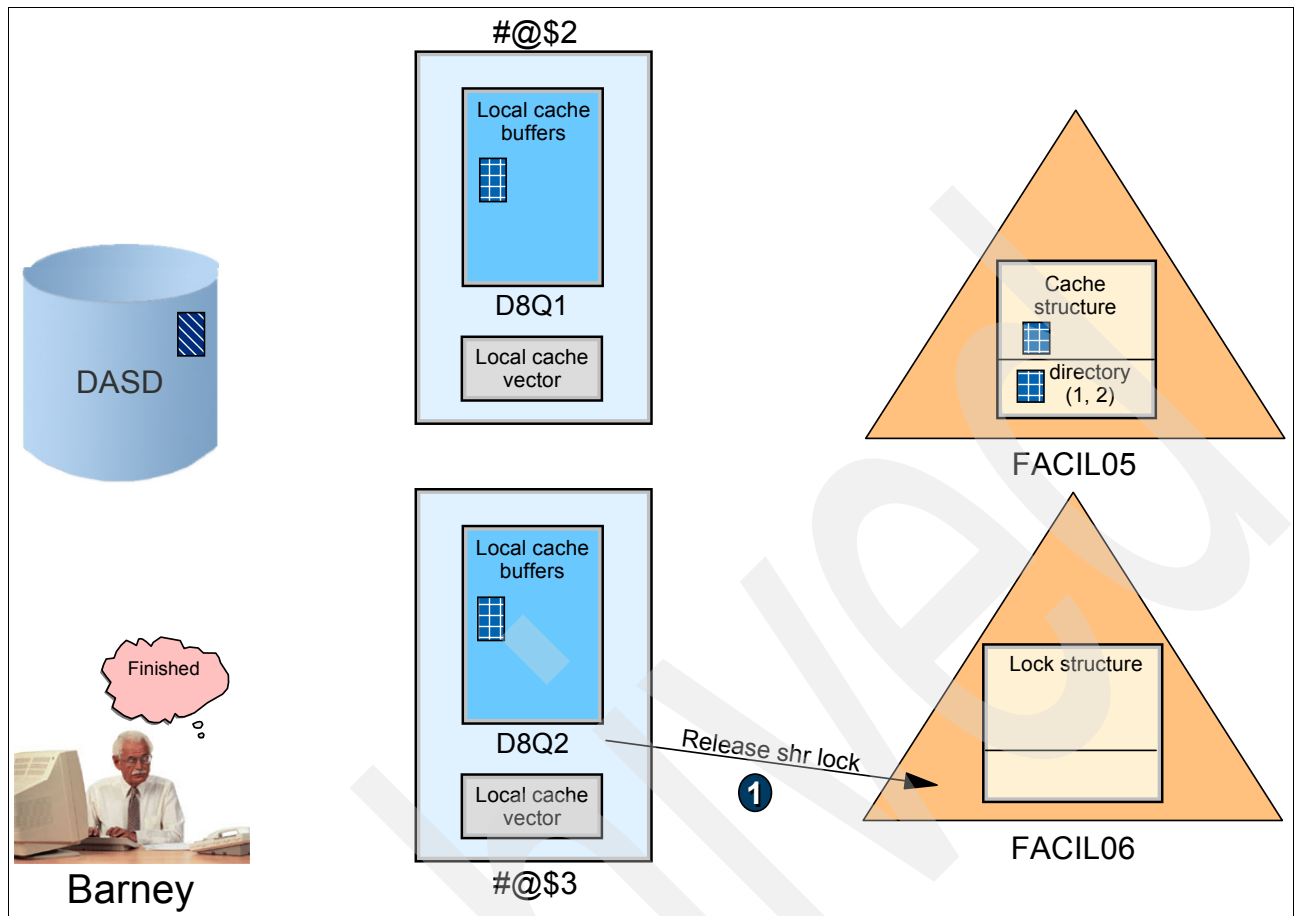 #@$2
Local cache
buffers
D8Q1
Local cache
vector
DASD
Cache
structure
directory
(1, 2)
FACIL05
Local cache
buffers
D8Q2
Local cache
vector
#@$3
Finished
Barney
Release shr lock
1
Lock structure
FACIL06